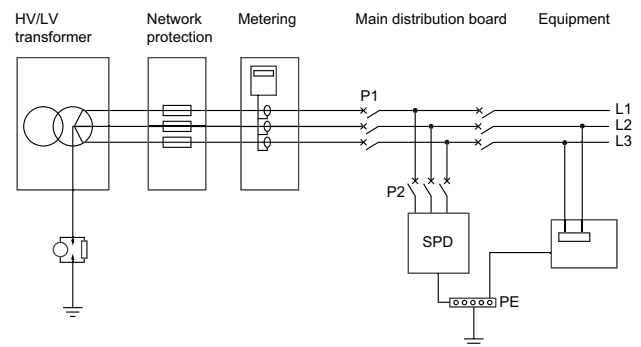 HV/LV
transformer
Network
protection
Metering
Main distribution board
Equipment
P1
L1
L2
L3
P2
SPD
PE